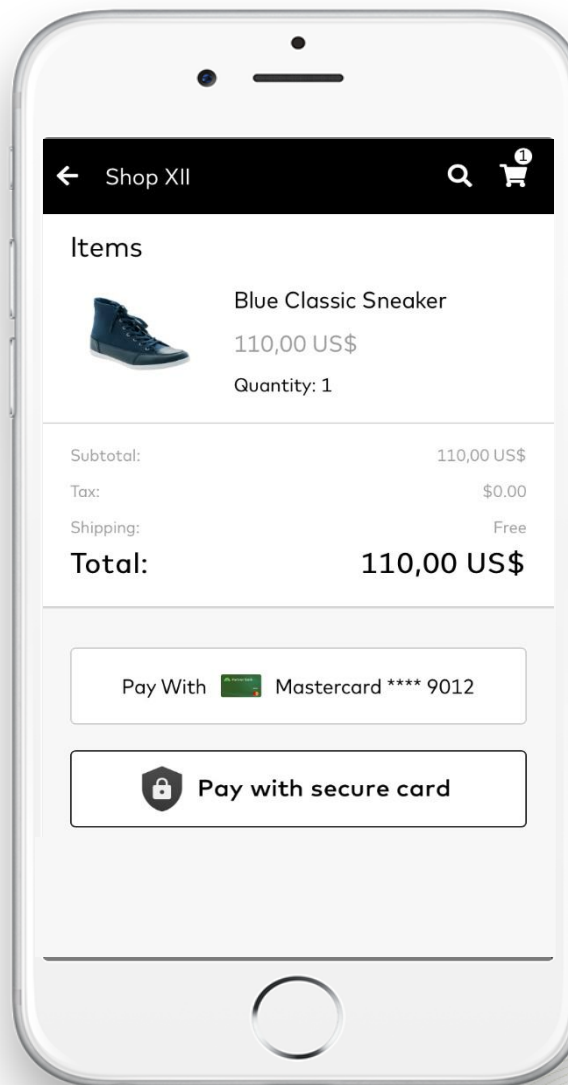 Shop XII
1
Items
Blue Classic Sneaker
110,00 US$
Quantity: 1
Subtotal: 110,00 US$
Tax: $0.00
Shipping: Free
Total: 110,00 US$
Pay With Mastercard **** 9012
Pay with secure card